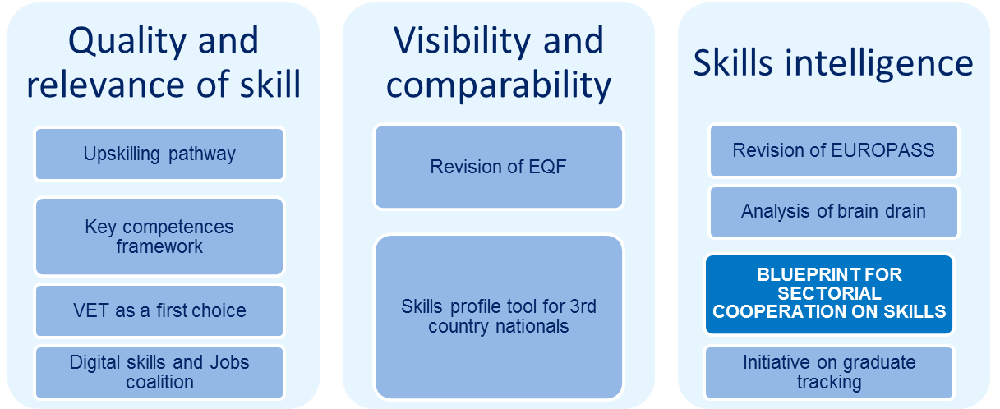 Quality and
relevance of skill
Upskilling pathway
Key competences
framework
VET as a first choice
Digital skills and Jobs
coalition
Visibility and
comparability
Revision of EQF
Skills profile tool for 3rd
country nationals
Skills intelligence
Revision of EUROPASS
Analysis of brain drain
BLUEPRINT FOR
SECTORIAL
COOPERATION ON SKILLS
Initiative on graduate
tracking